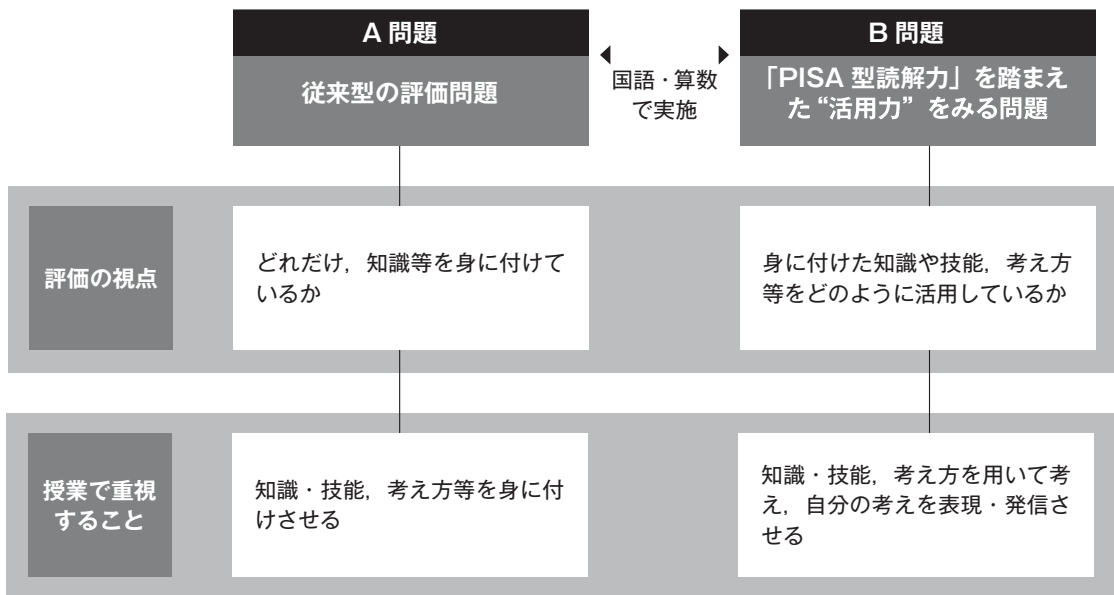 A 問題
従来型の評価問題
国語・算数
で実施
B 問題
「PISA 型読解力」を踏まえ
た“活用力”をみる問題
評価の視点
どれだけ，知識等を身に付けて
いるか
身に付けた知識や技能，考え方
等をどのように活用しているか
授業で重視
すること
知識・技能，考え方等を身に付
けさせる
知識・技能，考え方を用いて考
え，自分の考えを表現・発信さ
せる